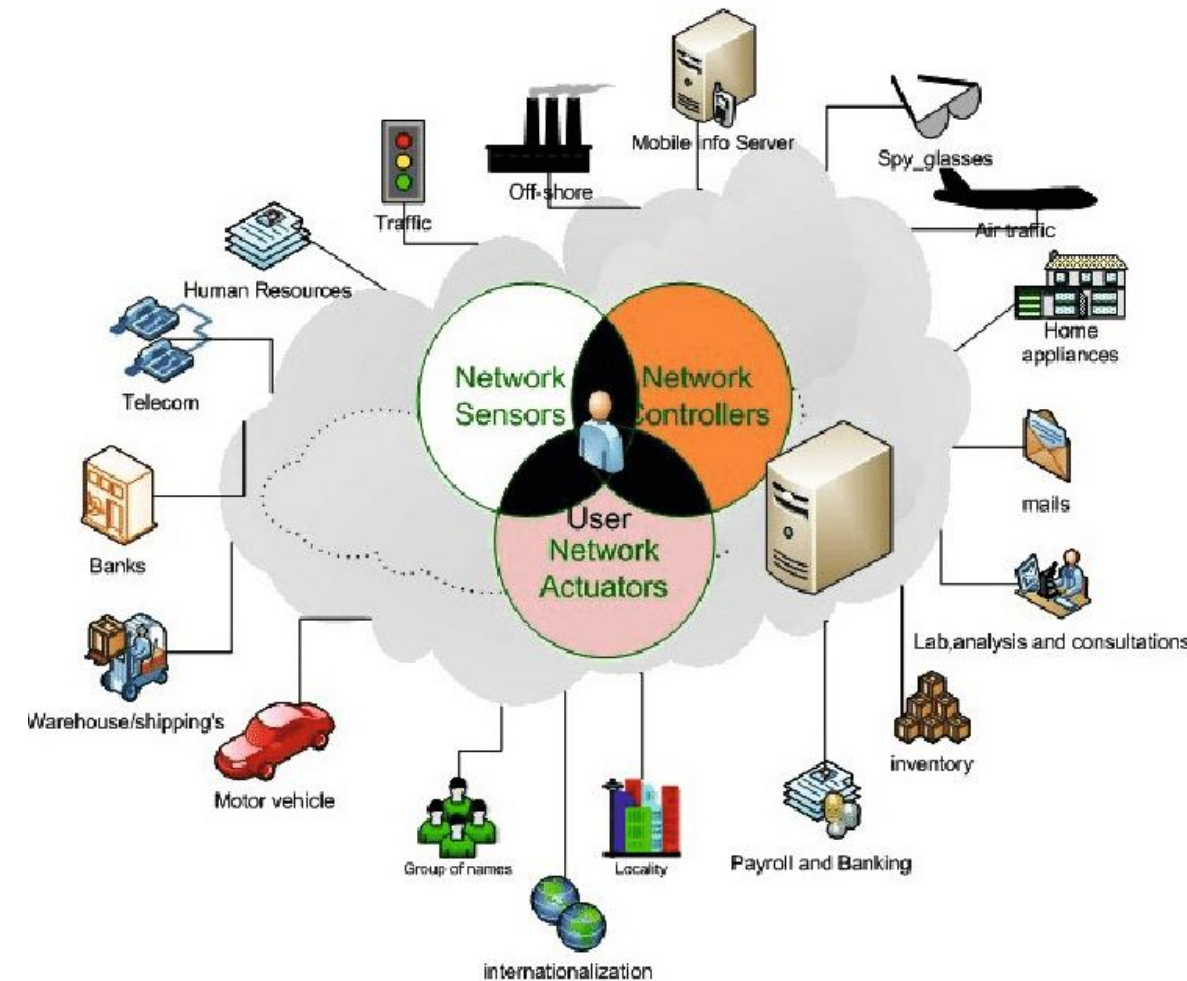 Mobile info Server
Spy_glasses
Off-shore
Traffic
Air traffic
Human Resources
Home
appliances
Telecom
Network
Sensors
Network
Controllers
mails
User
Network
Actuators
Banks
Lab,analysis and consultations
Warehouse/shipping's
inventory
Motor vehicle
Group of names
Locality
Payroll and Banking
internationalization